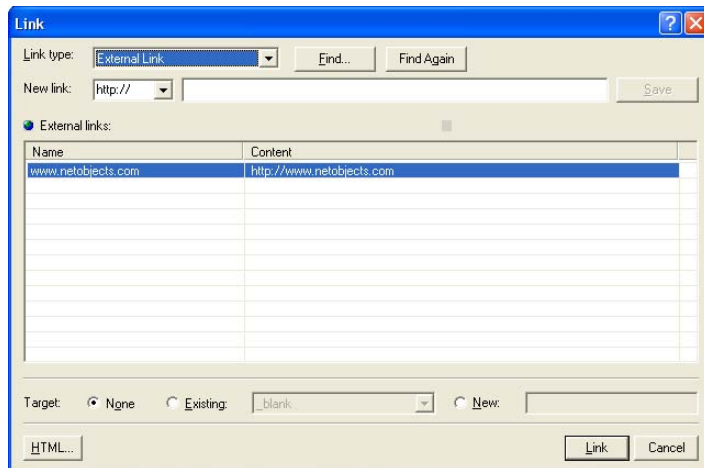 Link
Link type: External Link Find... Find Again
New link: http:// Save
External links:
Name Content
www.netobjects.com http://www.netobjects.com
Target: None Existing: _blank New:
HTML... Link Cancel